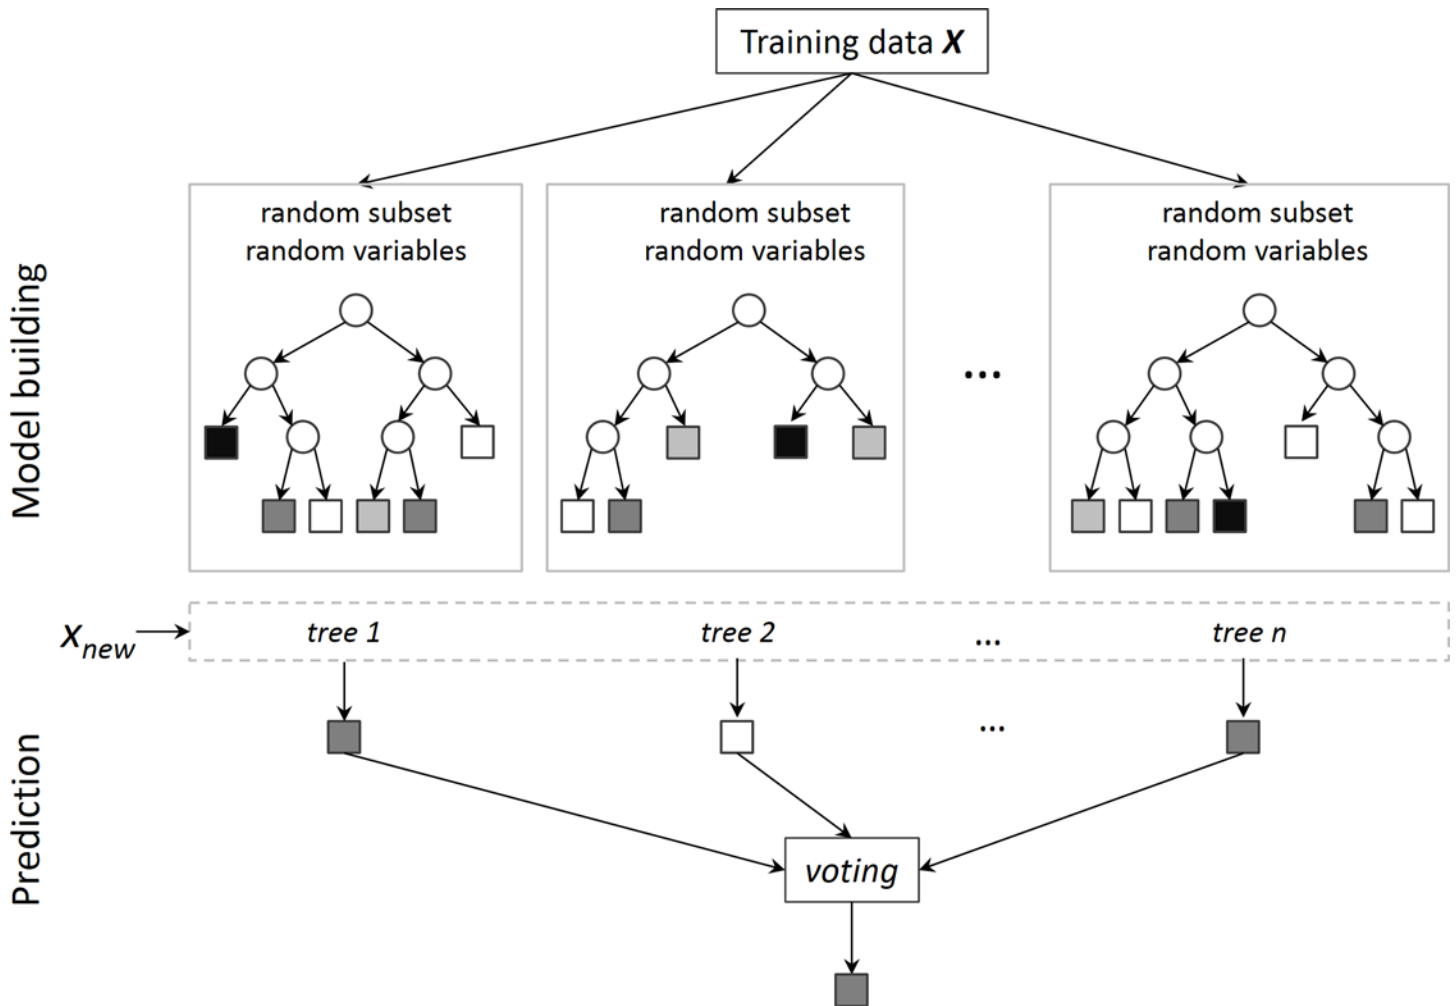 Training data X
random subset
random variables
random subset
random variables
random subset
random variables
...
Model building
Xnew
tree 1
tree 2
...
tree n
...
Prediction
voting